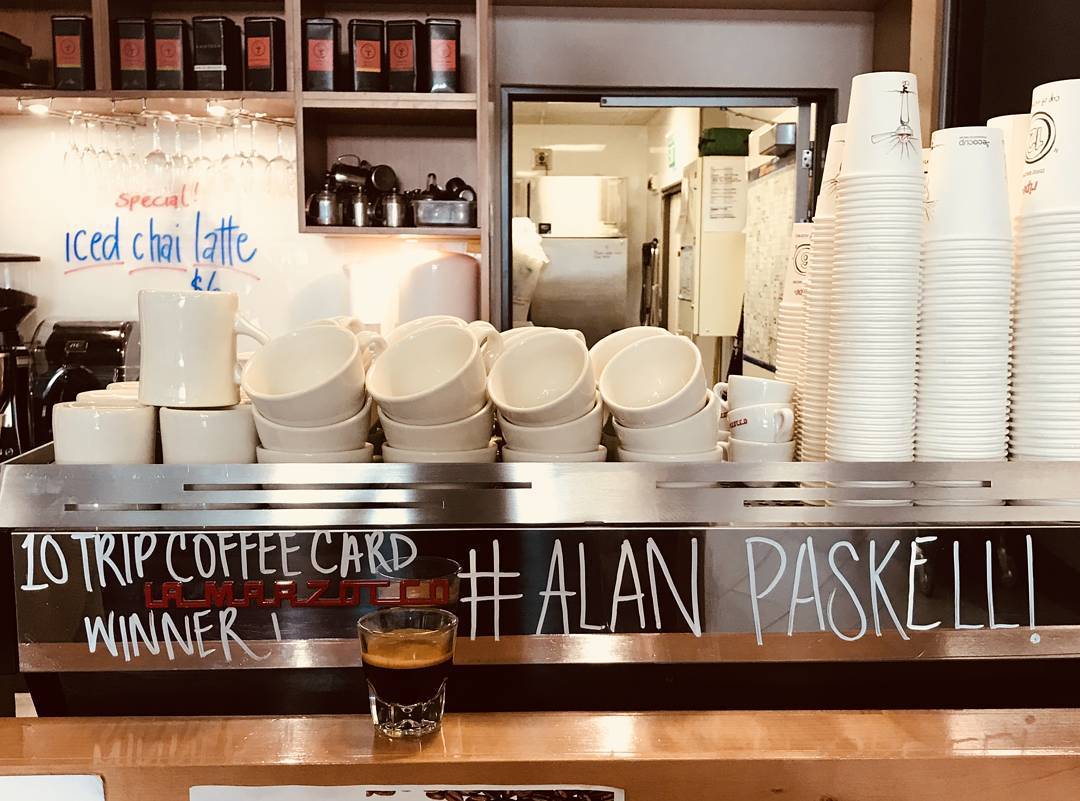 special!
iced chai latte
$6
10 TRIP COFFEE CARD
LA MARZOCCO
WINNER!
#ALAN PASKELLI!